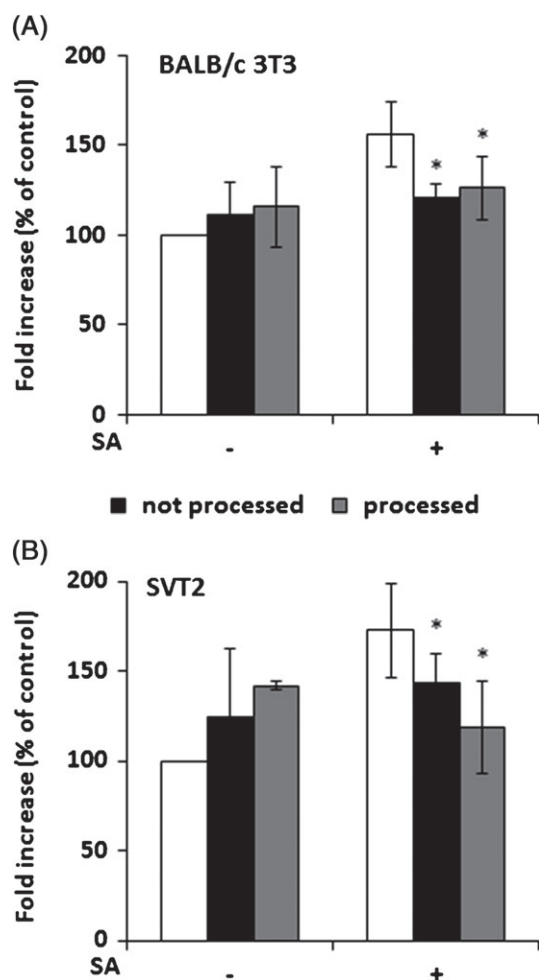 (A)
BALB/c 3T3
Fold increase (% of control)
200
150
100
50
0
* *
SA - +
not processed processed
(B)
SVT2
Fold increase (% of control)
200
150
100
50
0
* *
SA - +